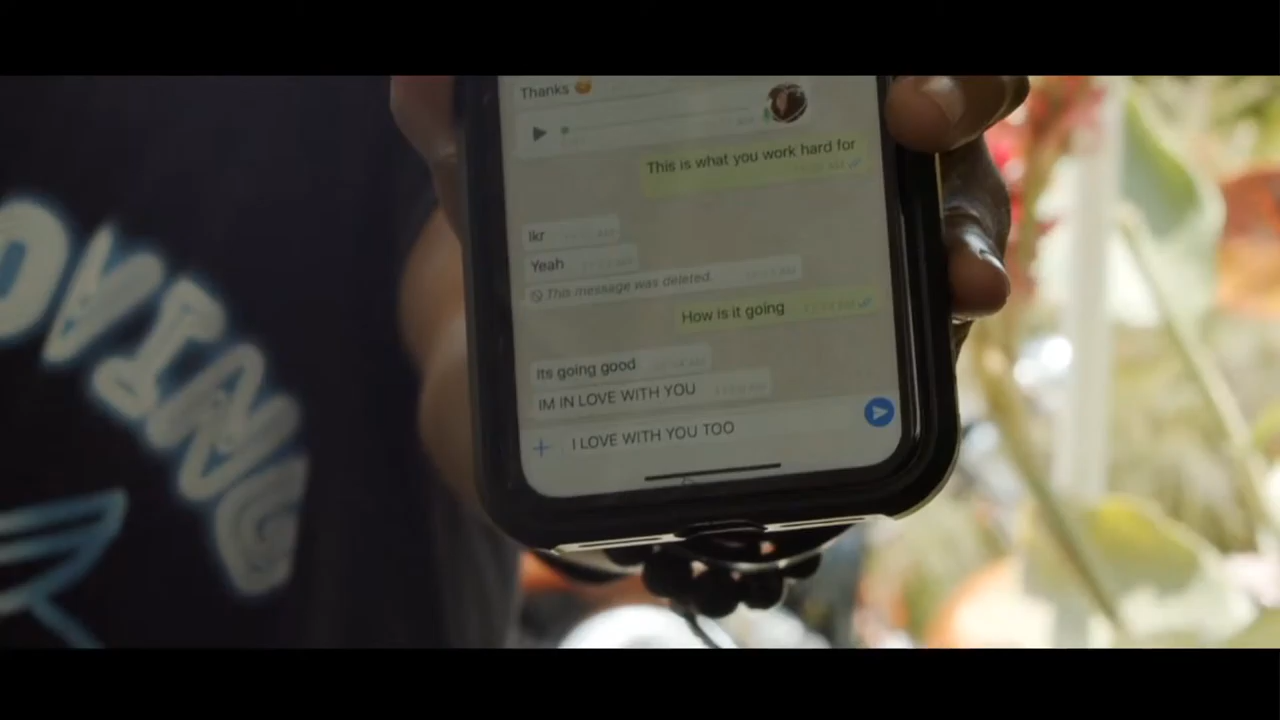 Thanks
This is what you work hard for
Ikr
Yeah
This message was deleted.
How is it going
Its going good
IM IN LOVE WITH YOU
I LOVE WITH YOU TOO
OVING